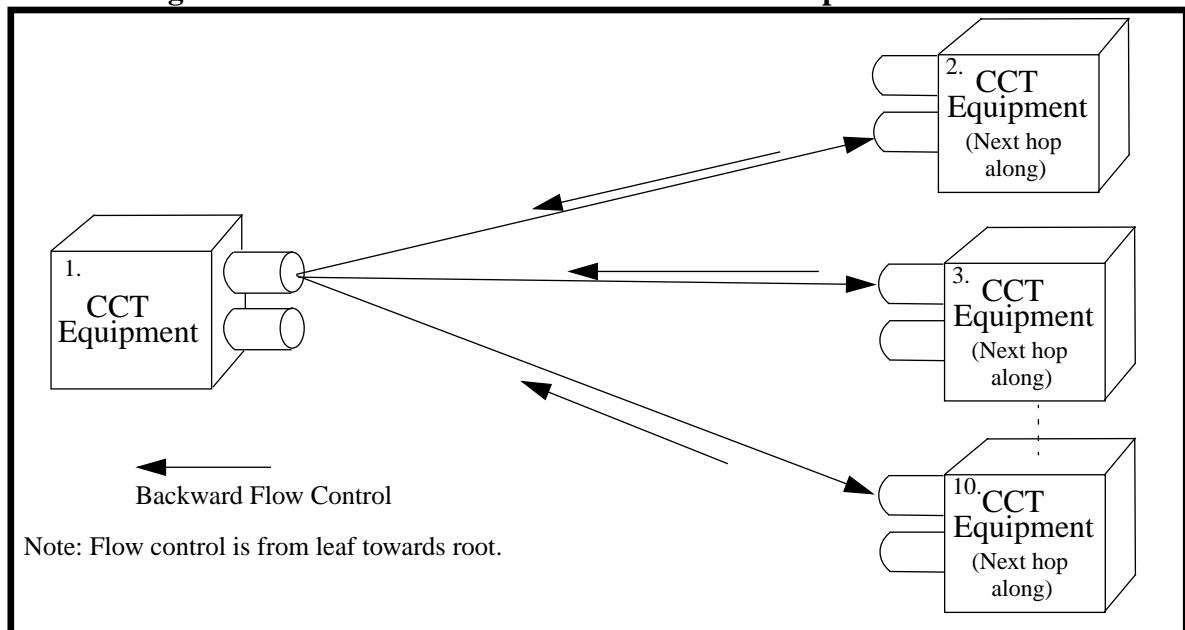 2.
CCT
Equipment
(Next hop
along)
1.
CCT
Equipment
3.
CCT
Equipment
(Next hop
along)
Backward Flow Control
Note: Flow control is from leaf towards root.
10.
CCT
Equipment
(Next hop
along)